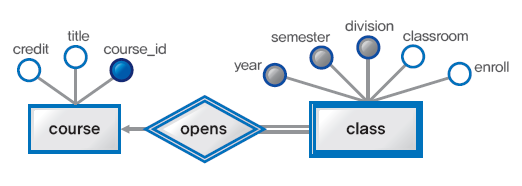 credit
title
course_id
year
semester
division
classroom
enroll
course
opens
class